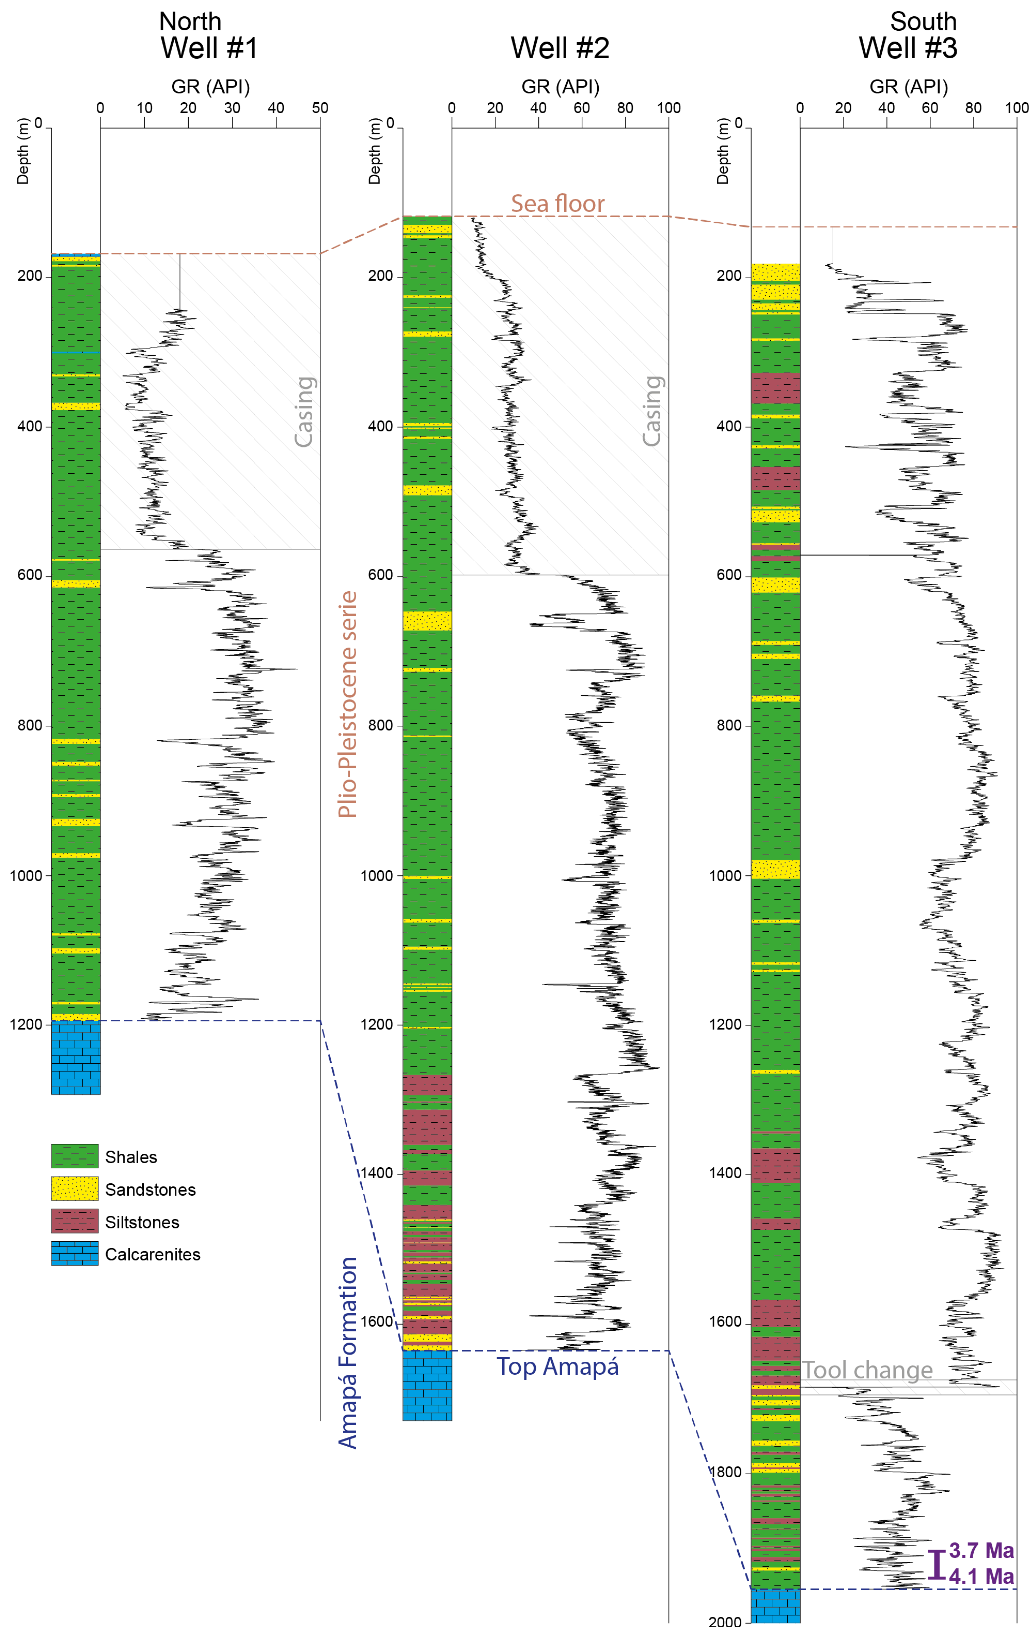 North
South
Well #1
Well #2
Well #3
GR (API)
GR (API)
GR (API)
0 10 20 30 40 50
0 20 40 60 80 100
0 20 40 60 80 100
0
0
0
Depth (m)
Depth (m)
Depth (m)
Sea floor
200
200
200
Casing
Casing
400
400
400
600
600
600
Plio-Pleistocene serie
800
800
800
1000
1000
1000
1200
1200
1200
Shales
Sandstones
Siltstones
Calcarenites
1400
1400
Amapá Formation
1600
1600
Top Amapá
Tool change
1800
3.7 Ma
4.1 Ma
2000